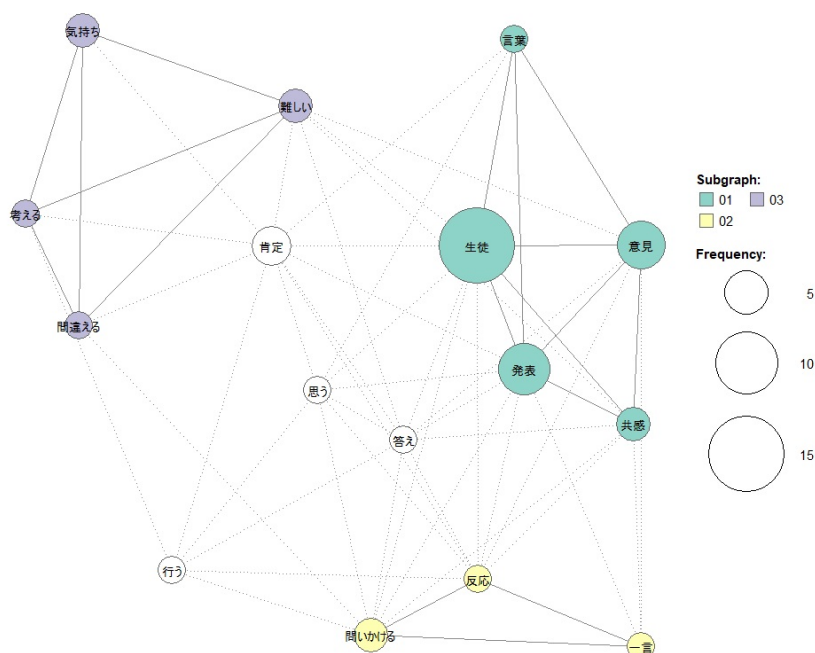 気持ち
言葉
難しい
考える
肯定
生徒
意見
間違える
発表
思う
共感
答え
行う
反応
問いかける
一言
Subgraph:
01 03
02
Frequency:
5
10
15